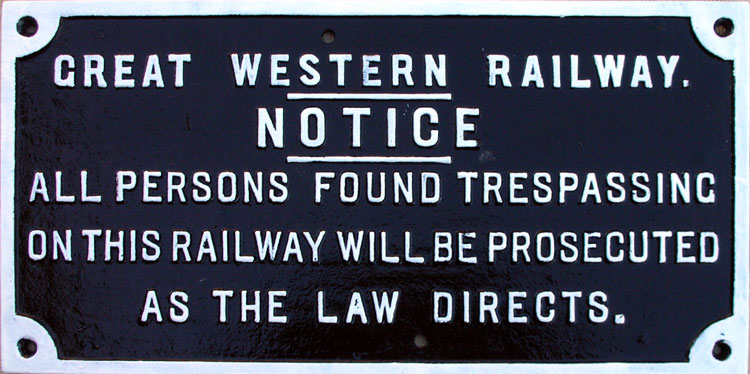 GREAT WESTERN RAILWAY.
NOTICE
ALL PERSONS FOUND TRESPASSING
ON THIS RAILWAY WILL BE PROSECUTED
AS THE LAW DIRECTS.